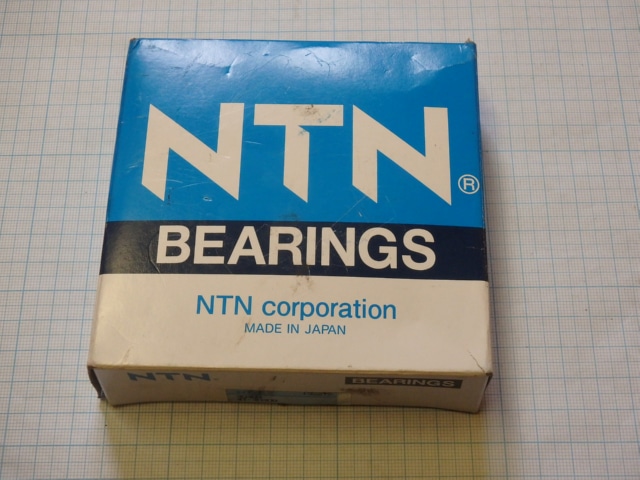 NTN®
BEARINGS
NTN corporation
MADE IN JAPAN
NTN
BEARINGS